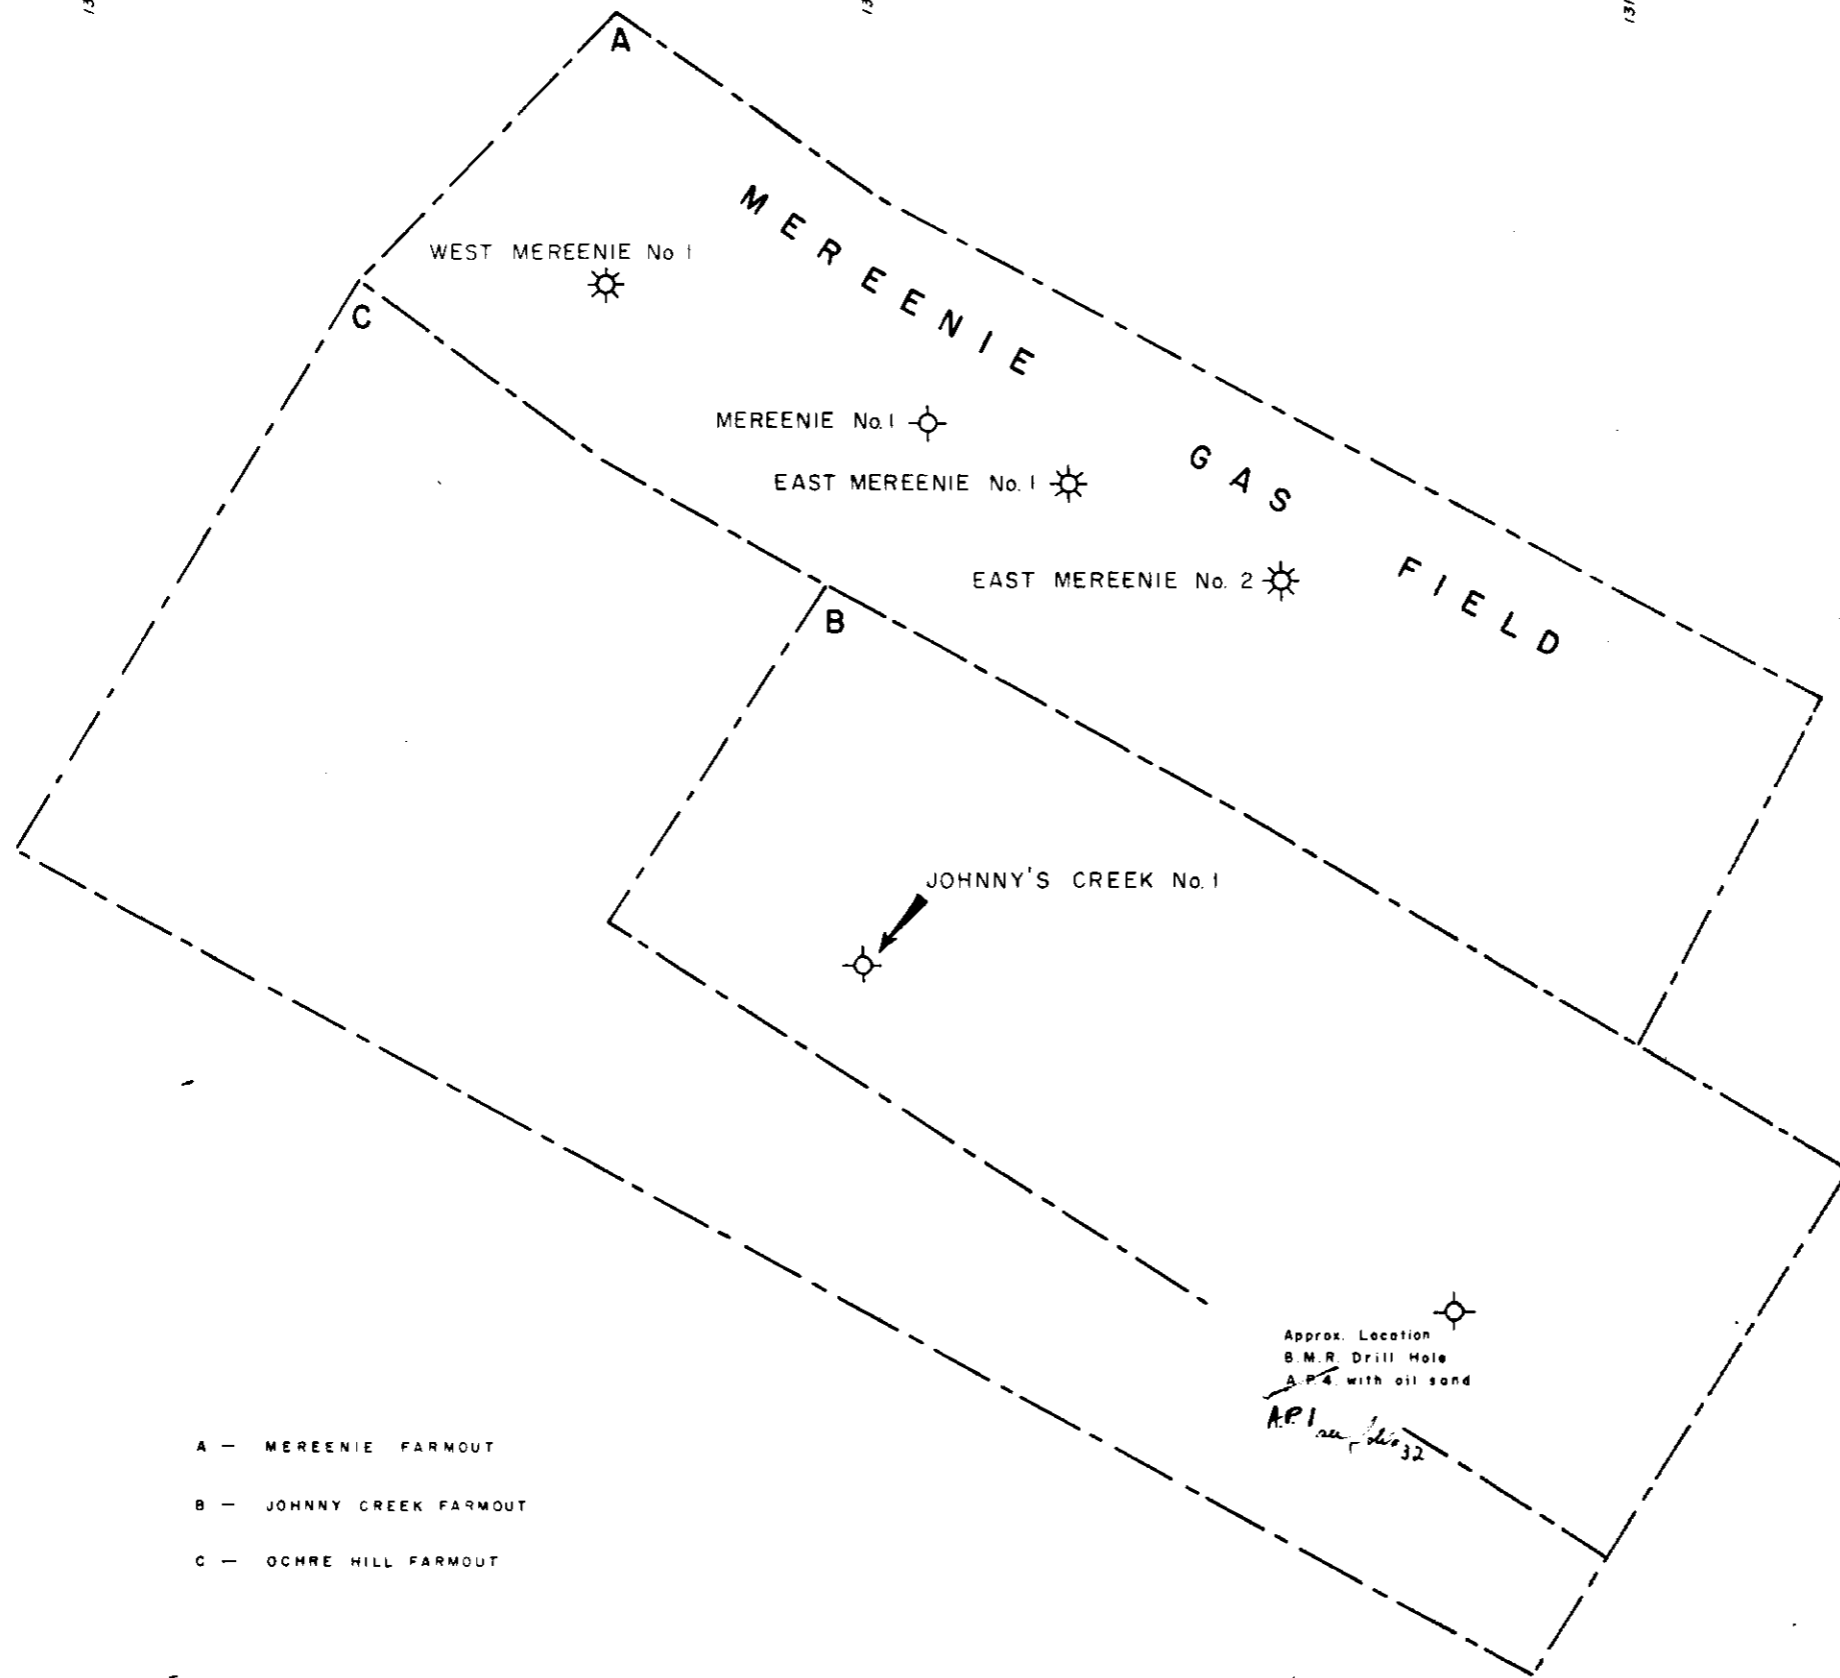 A
MEREENIE GAS FIELD
WEST MEREENIE No 1
C
MEREENIE No. 1
EAST MEREENIE No. 1
EAST MEREENIE No. 2
B
JOHNNY'S CREEK No. 1
Approx. Location
B.M.R. Drill Hole
A.P.4. with oil sand
A.P.1 see 32
A — MEREENIE FARMOUT
B — JOHNNY CREEK FARMOUT
C — OCHRE HILL FARMOUT